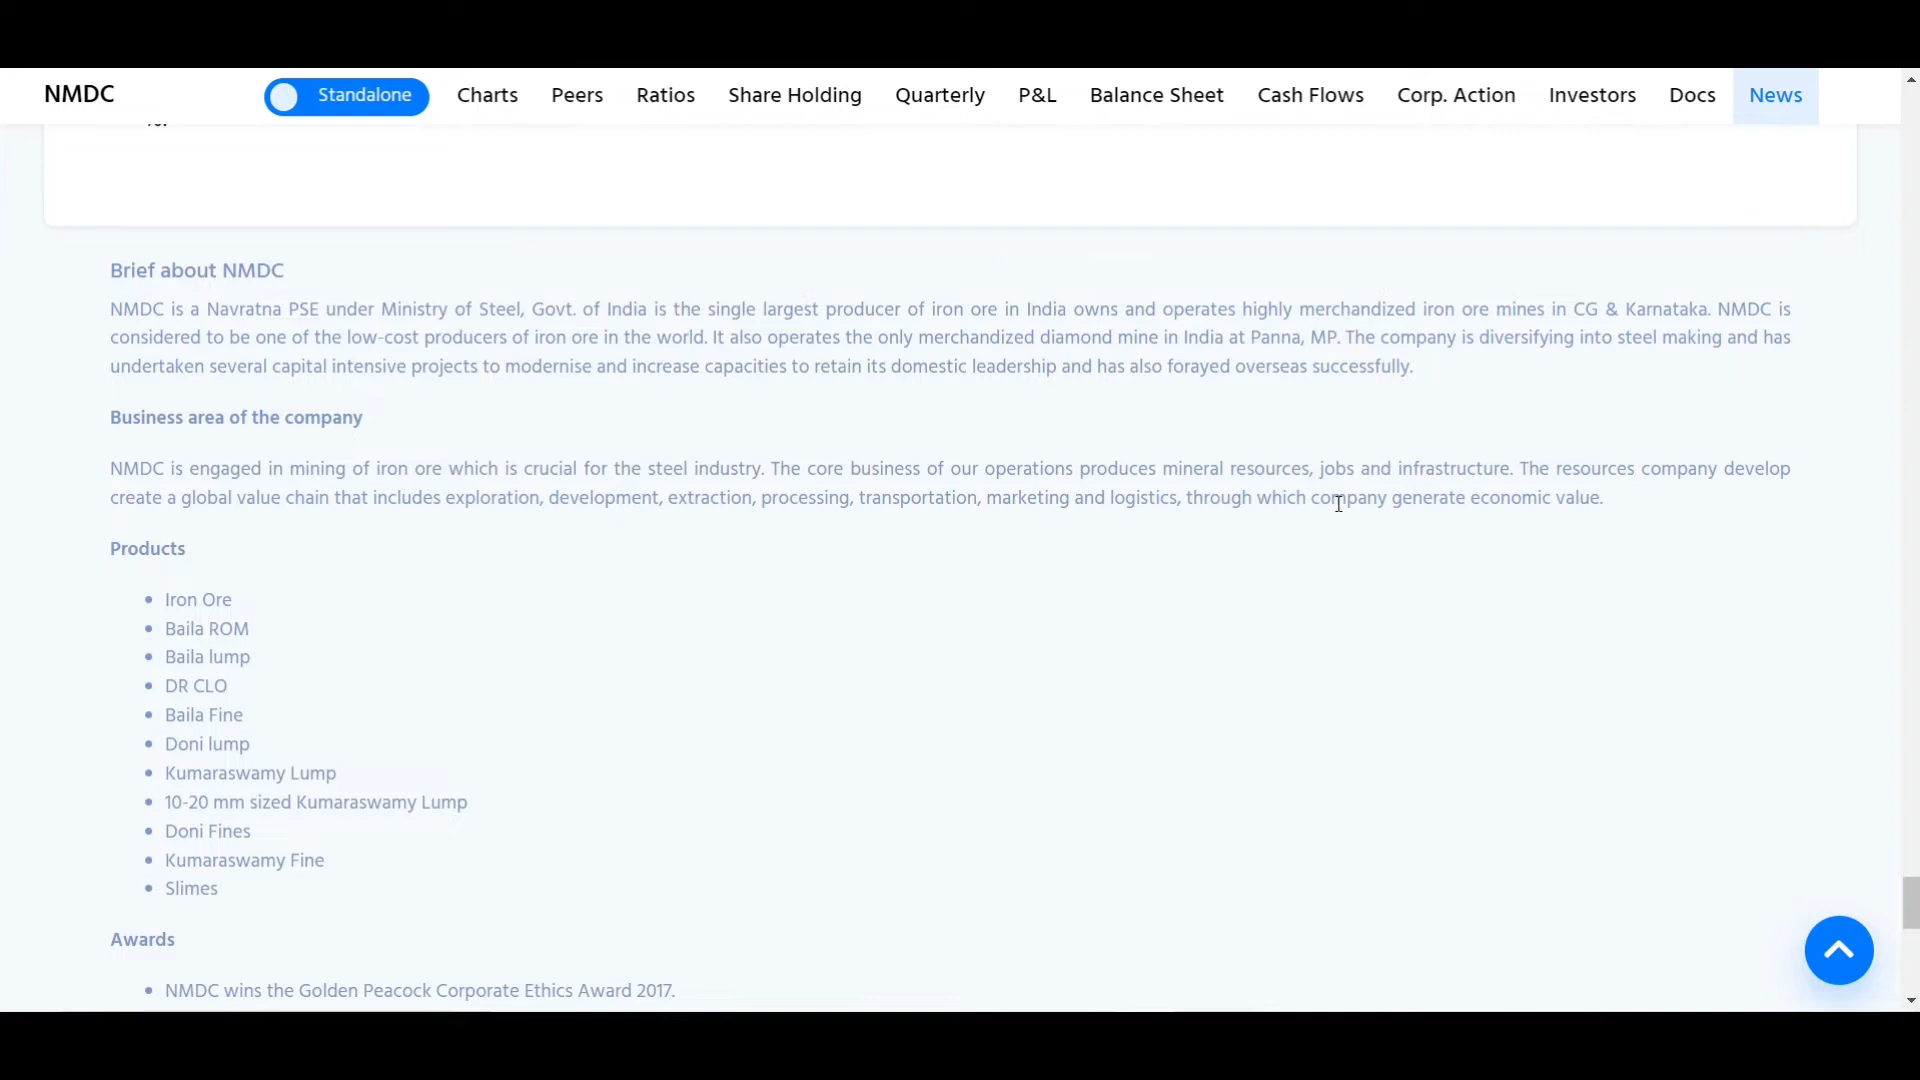 NMDC Standalone Charts Peers Ratios Share Holding Quarterly P&L Balance Sheet Cash Flows Corp. Action Investors Docs News
Brief about NMDC
NMDC is a Navratna PSE under Ministry of Steel, Govt. of India is the single largest producer of iron ore in India owns and operates highly merchandized iron ore mines in CG & Karnataka. NMDC is
considered to be one of the low-cost producers of iron ore in the world. It also operates the only merchandized diamond mine in India at Panna, MP. The company is diversifying into steel making and has
undertaken several capital intensive projects to modernise and increase capacities to retain its domestic leadership and has also forayed overseas successfully.
Business area of the company
NMDC is engaged in mining of iron ore which is crucial for the steel industry. The core business of our operations produces mineral resources, jobs and infrastructure. The resources company develop
create a global value chain that includes exploration, development, extraction, processing, transportation, marketing and logistics, through which company generate economic value.
Products
Iron Ore
Baila ROM
Baila lump
DR CLO
Baila Fine
Doni lump
Kumaraswamy Lump
10-20 mm sized Kumaraswamy Lump
Doni Fines
Kumaraswamy Fine
Slimes
Awards
NMDC wins the Golden Peacock Corporate Ethics Award 2017.